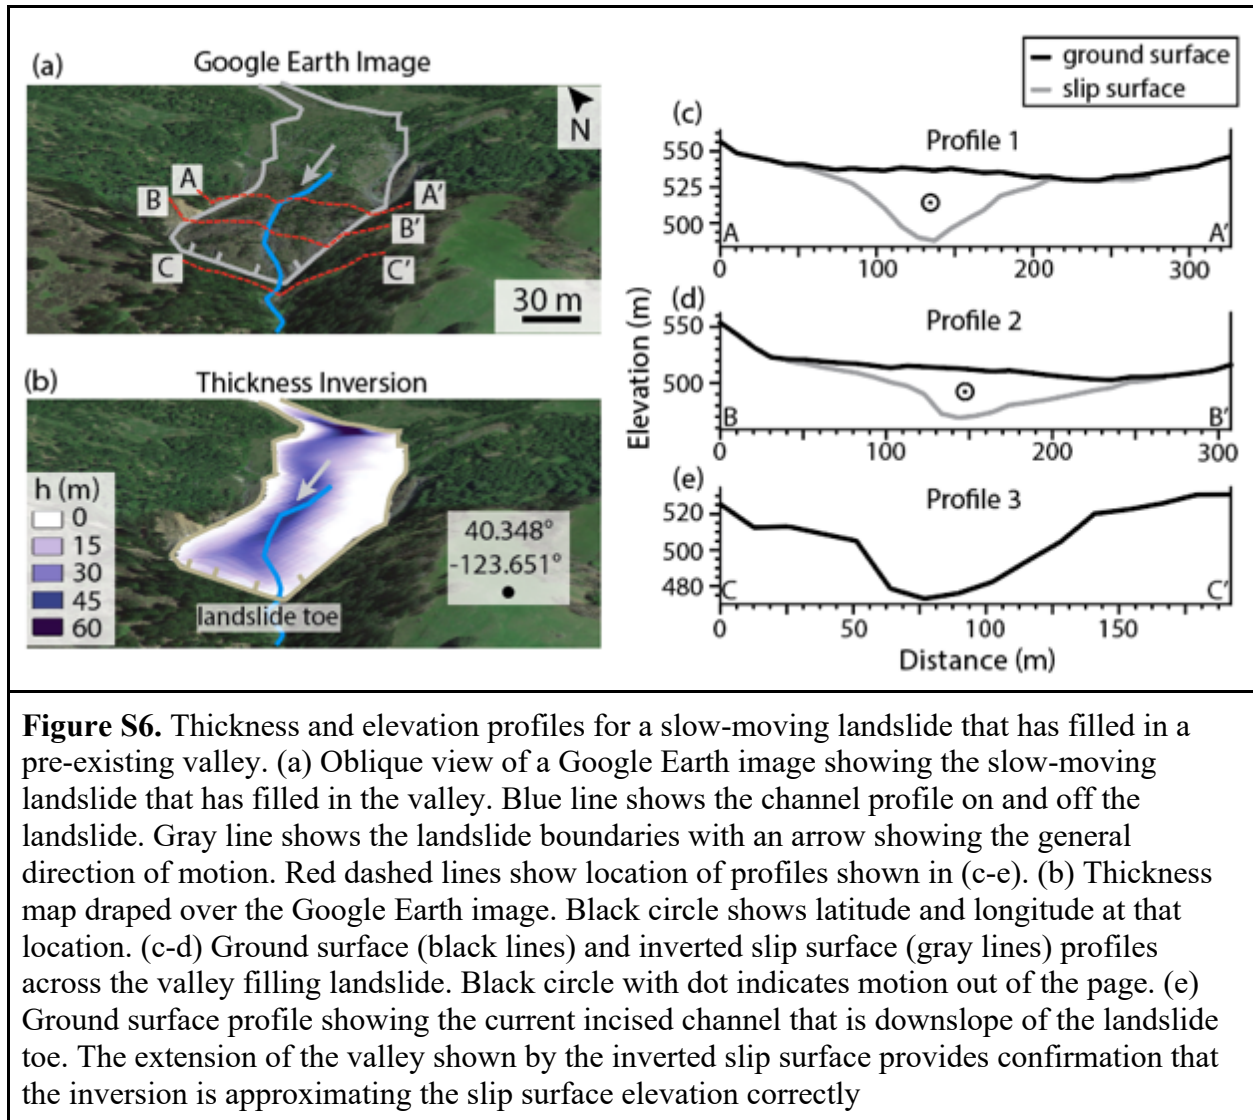 (a) Google Earth Image
N
A
B
C
A'
B'
C'
30 m
(b) Thickness Inversion
h (m)
0
15
30
45
60
40.348°
-123.651°
landslide toe
ground surface
slip surface
(c)
Profile 1
550
525
500
A A'
0 100 200 300
(d)
Profile 2
550
500
B B'
0 100 200 300
(e)
Profile 3
520
500
480
C C'
0 50 100 150
Elevation (m)
Distance (m)
Figure S6. Thickness and elevation profiles for a slow-moving landslide that has filled in a
pre-existing valley. (a) Oblique view of a Google Earth image showing the slow-moving
landslide that has filled in the valley. Blue line shows the channel profile on and off the
landslide. Gray line shows the landslide boundaries with an arrow showing the general
direction of motion. Red dashed lines show location of profiles shown in (c-e). (b) Thickness
map draped over the Google Earth image. Black circle shows latitude and longitude at that
location. (c-d) Ground surface (black lines) and inverted slip surface (gray lines) profiles
across the valley filling landslide. Black circle with dot indicates motion out of the page. (e)
Ground surface profile showing the current incised channel that is downslope of the landslide
toe. The extension of the valley shown by the inverted slip surface provides confirmation that
the inversion is approximating the slip surface elevation correctly